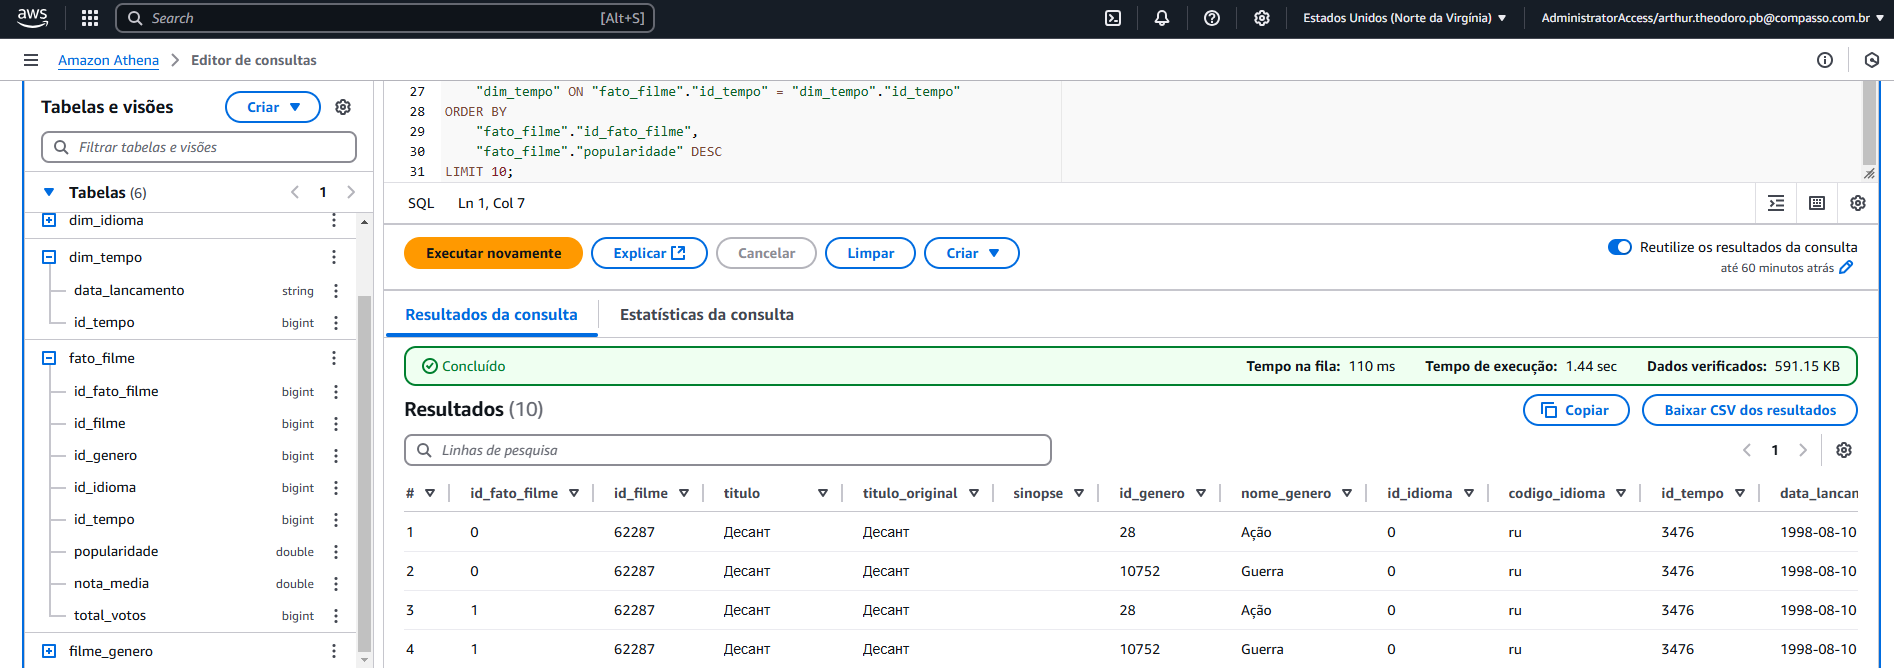 aws
Search
[Alt+S]
Estados Unidos (Norte da Virgínia)
AdministratorAccess/arthur.theodoro.pb@compasso.com.br
Amazon Athena
Editor de consultas
Tabelas e visões
Criar
Filtrar tabelas e visões
Tabelas (6)
1
dim_idioma
dim_tempo
data_lancamento string
id_tempo bigint
fato_filme
id_fato_filme bigint
id_filme bigint
id_genero bigint
id_idioma bigint
id_tempo bigint
popularidade double
nota_media double
total_votos bigint
filme_genero
27 "dim_tempo" ON "fato_filme"."id_tempo" = "dim_tempo"."id_tempo"
28 ORDER BY
29 "fato_filme"."id_fato_filme",
30 "fato_filme"."popularidade" DESC
31 LIMIT 10;
SQL Ln 1, Col 7
Executar novamente
Explicar
Cancelar
Limpar
Criar
Reutilize os resultados da consulta
até 60 minutos atrás
Resultados da consulta
Estatísticas da consulta
Concluído
Tempo na fila: 110 ms
Tempo de execução: 1.44 sec
Dados verificados: 591.15 KB
Resultados (10)
Copiar
Baixar CSV dos resultados
Linhas de pesquisa
1
# id_fato_filme id_filme titulo titulo_original sinopse id_genero nome_genero id_idioma codigo_idioma id_tempo data_lancan
1 0 62287 Десант Десант 28 Ação 0 ru 3476 1998-08-10
2 0 62287 Десант Десант 10752 Guerra 0 ru 3476 1998-08-10
3 1 62287 Десант Десант 28 Ação 0 ru 3476 1998-08-10
4 1 62287 Десант Десант 10752 Guerra 0 ru 3476 1998-08-10